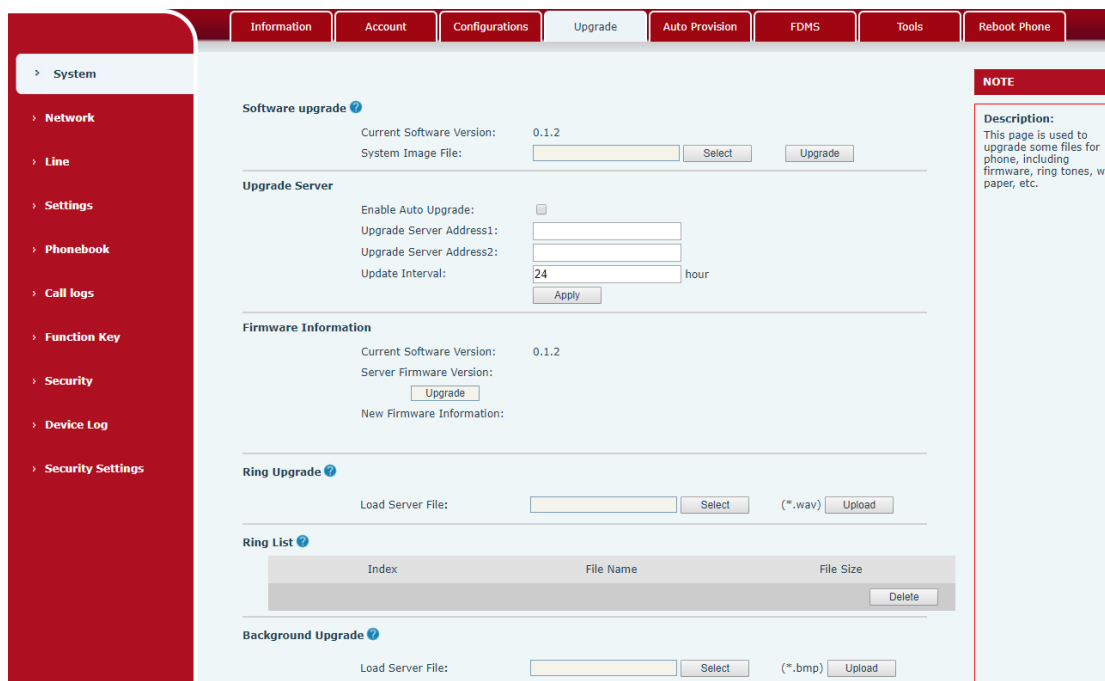 Information Account Configurations Upgrade Auto Provision FDMS Tools Reboot Phone
› System
› Network
› Line
› Settings
› Phonebook
› Call logs
› Function Key
› Security
› Device Log
› Security Settings
Software upgrade ?
Current Software Version: 0.1.2
System Image File: Select Upgrade
Upgrade Server
Enable Auto Upgrade:
Upgrade Server Address1:
Upgrade Server Address2:
Update Interval: 24 hour
Apply
Firmware Information
Current Software Version: 0.1.2
Server Firmware Version:
Upgrade
New Firmware Information:
Ring Upgrade ?
Load Server File: Select (*.wav) Upload
Ring List ?
Index File Name File Size
Delete
Background Upgrade ?
Load Server File: Select (*.bmp) Upload
NOTE
Description:
This page is used to
upgrade some files for
phone, including
firmware, ring tones, w
paper, etc.